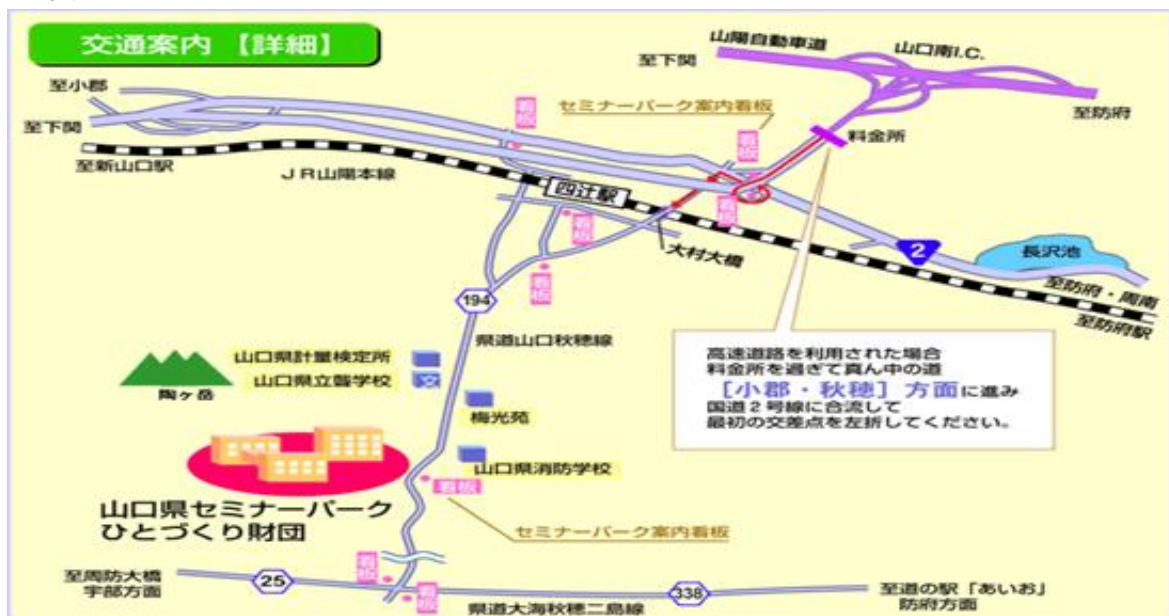 交通案内【詳細】
山陽自動車道
山口南I.C.
至下関
至防府
料金所
セミナーパーク案内看板
看板
看板
看板
至小郡
至下関
至新山口駅
JR山陽本線
四辻駅
看板
看板
大村大橋
2
長沢池
至防府・周南
至防府駅
194
県道山口秋穂線
高速道路を利用された場合
料金所を過ぎて真ん中の道
[小郡・秋穂]方面に進み
国道2号線に合流して
最初の交差点を左折してください。
山口県計量検定所
山口県立聾学校
文
陶ヶ岳
梅光苑
山口県消防学校
看板
セミナーパーク案内看板
山口県セミナーパーク
ひとづくり財団
至周防大橋
宇部方面
25
看板
看板
県道大海秋穂二島線
338
至道の駅「あいお」
防府方面